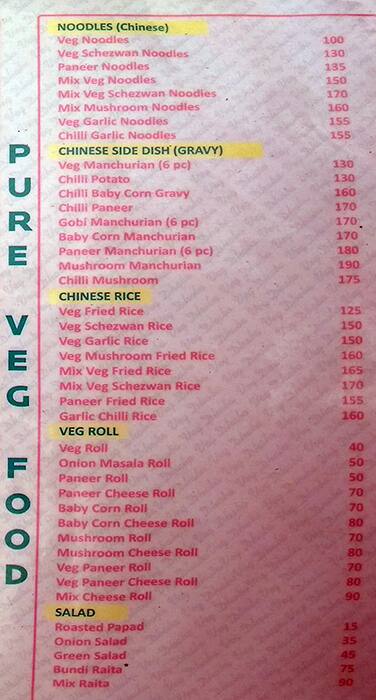 PURE VEG FOOD
NOODLES (Chinese)
Veg Noodles 100
Veg Schezwan Noodles 130
Paneer Noodles 135
Mix Veg Noodles 150
Mix Veg Schezwan Noodles 170
Mix Mushroom Noodles 160
Veg Garlic Noodles 155
Chilli Garlic Noodles 155
CHINESE SIDE DISH (GRAVY)
Veg Manchurian (6 pc) 130
Chilli Potato 130
Chilli Baby Corn Gravy 160
Chilli Paneer 170
Gobi Manchurian (6 pc) 170
Baby Corn Manchurian 170
Paneer Manchurian (6 pc) 180
Mushroom Manchurian 190
Chilli Mushroom 175
CHINESE RICE
Veg Fried Rice 125
Veg Schezwan Rice 150
Veg Garlic Rice 150
Veg Mushroom Fried Rice 160
Mix Veg Fried Rice 165
Mix Veg Schezwan Rice 170
Paneer Fried Rice 155
Garlic Chilli Rice 160
VEG ROLL
Veg Roll 40
Onion Masala Roll 50
Paneer Roll 50
Paneer Cheese Roll 70
Baby Corn Roll 70
Baby Corn Cheese Roll 80
Mushroom Roll 70
Mushroom Cheese Roll 80
Veg Paneer Roll 70
Veg Paneer Cheese Roll 80
Mix Cheese Roll 90
SALAD
Roasted Papad 15
Onion Salad 35
Green Salad 45
Bundi Raita 75
Mix Raita 90